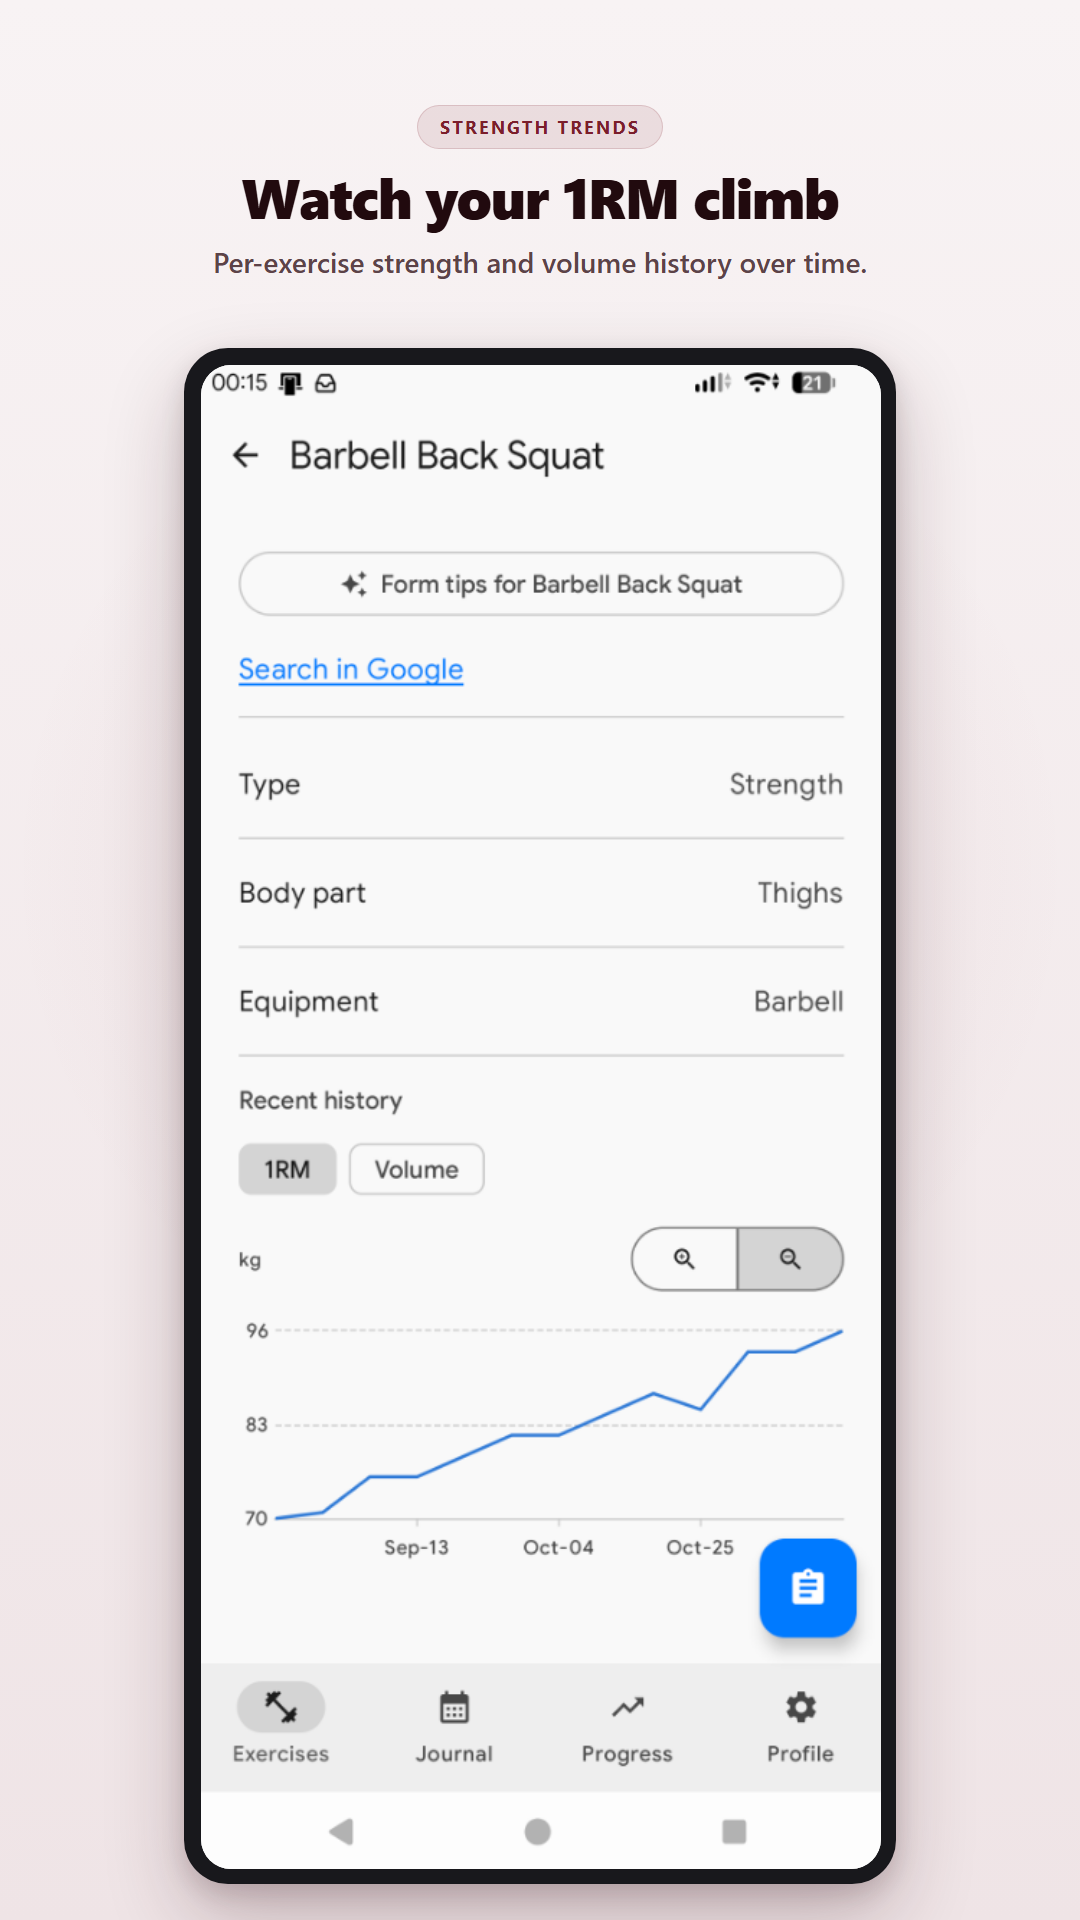 STRENGTH TRENDS
Watch your 1RM climb
Per-exercise strength and volume history over time.
00:15
21
Barbell Back Squat
Form tips for Barbell Back Squat
Search in Google
Type Strength
Body part Thighs
Equipment Barbell
Recent history
1RM Volume
kg
96
83
70
Sep-13 Oct-04 Oct-25
Exercises Journal Progress Profile